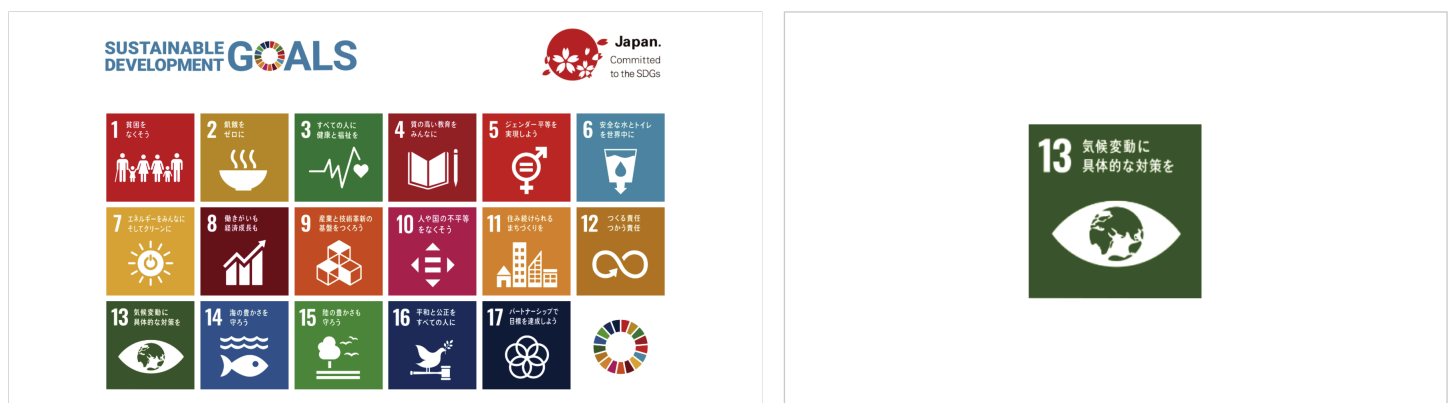 SUSTAINABLE
DEVELOPMENT GOALS
Japan.
Committed
to the SDGs
1 貧困を
なくそう
2 飢餓を
ゼロに
3 すべての人に
健康と福祉を
4 質の高い教育を
みんなに
5 ジェンダー平等を
実現しよう
6 安全な水とトイレ
を世界中に
7 エネルギーをみんなに
そしてクリーンに
8 働きがいも
経済成長も
9 産業と技術革新の
基盤をつくろう
10 人や国の不平等
をなくそう
11 住み続けられる
まちづくりを
12 つくる責任
つかう責任
13 気候変動に
具体的な対策を
14 海の豊かさを
守ろう
15 陸の豊かさも
守ろう
16 平和と公正を
すべての人に
17 パートナーシップで
目標を達成しよう
13 気候変動に
具体的な対策を